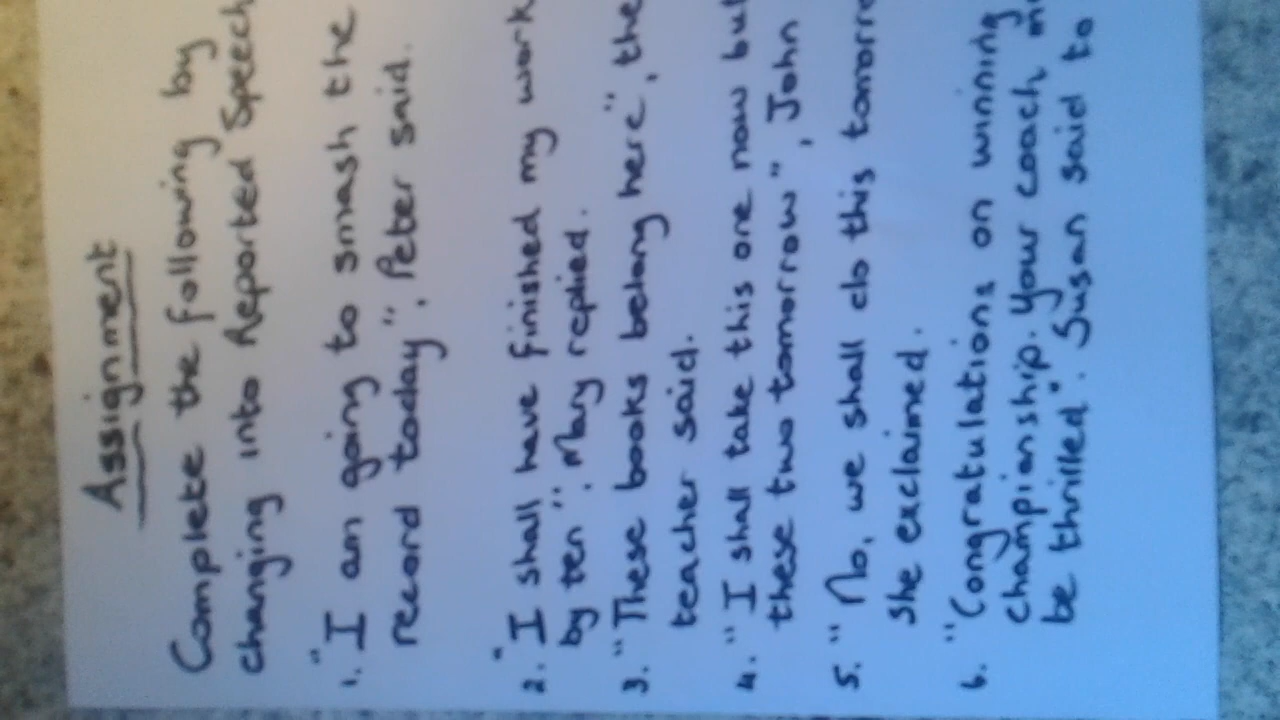 Assignment
Complete the following by
changing into Reported Speech
1. "I am going to smash the
record today". Peter said.
2. "I shall have finished my work
by ten". Mary replied.
3. "These books belong here", the
teacher said.
4. "I shall take this one now but
these two tomorrow", John
5. "No, we shall do this
She exclaimed.
6. "Congratulations on winning
championship. Your coach
be thrilled". Susan said to